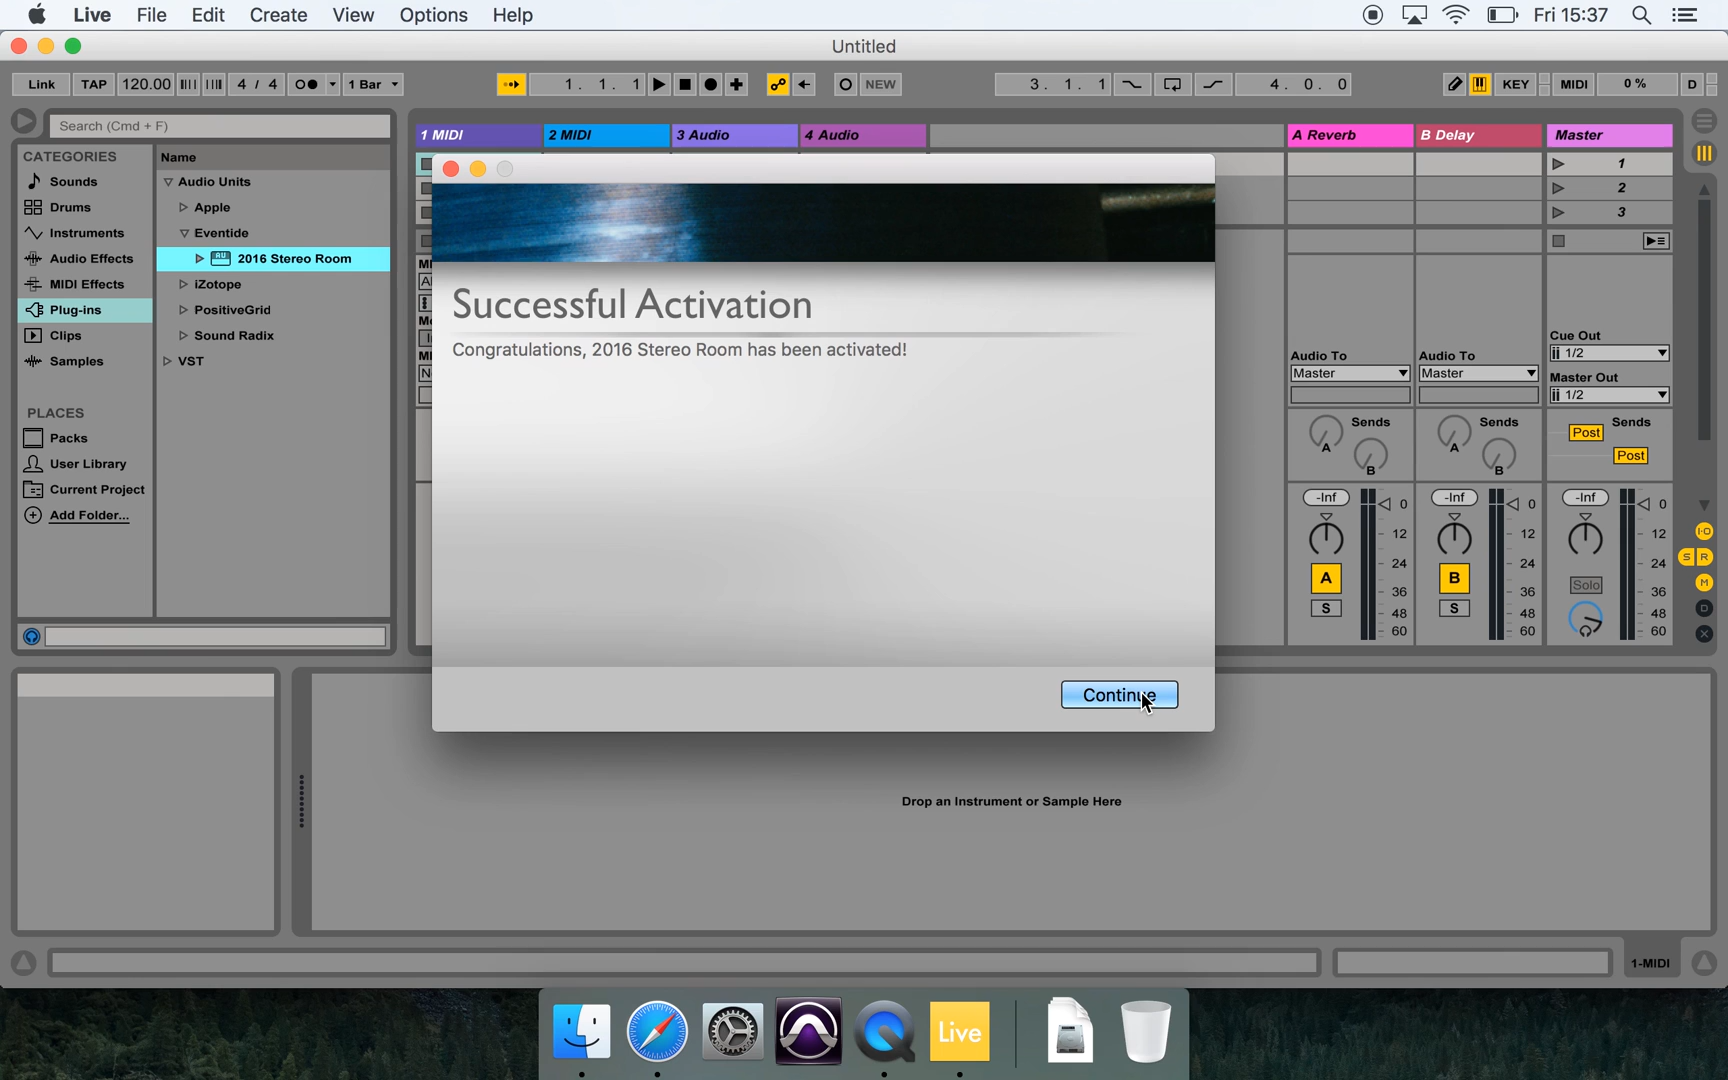 Live File Edit Create View Options Help Fri 15:37
Untitled
Link TAP 120.00 4 / 4 1 Bar 1. 1. 1 NEW 3. 1. 1 4. 0. 0 KEY MIDI 0 % D
Search (Cmd + F)
CATEGORIES
Sounds
Drums
Instruments
Audio Effects
MIDI Effects
Plug-ins
Clips
Samples
PLACES
Packs
User Library
Current Project
Add Folder...
Name
Audio Units
Apple
Eventide
AU 2016 Stereo Room
iZotope
PositiveGrid
Sound Radix
VST
1 MIDI 2 MIDI 3 Audio 4 Audio A Reverb B Delay Master
1
2
3
Successful Activation
Congratulations, 2016 Stereo Room has been activated!
Continue
Audio To
Master
Audio To
Master
Cue Out
1/2
Master Out
1/2
Sends
A
B
Sends
A
B
Sends
Post
Post
-Inf
0
12
24
36
48
60
A
S
-Inf
0
12
24
36
48
60
B
S
-Inf
0
12
24
36
48
60
Solo
I·O
S R
M
D
X
Drop an Instrument or Sample Here
1-MIDI
Live